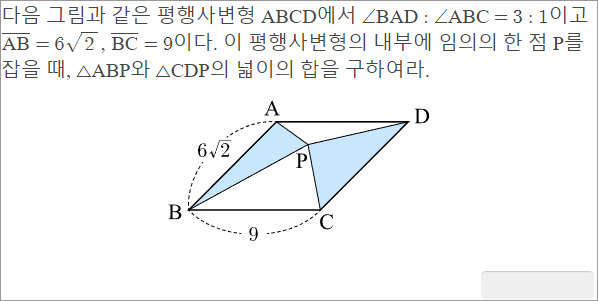 다음 그림과 같은 평행사변형 ABCD에서 ∠BAD : ∠ABC = 3 : 1이고
A̅B̅ = 6√2 , B̅C̅ = 9이다. 이 평행사변형의 내부에 임의의 한 점 P를
잡을 때, △ABP와 △CDP의 넓이의 합을 구하여라.
A
D
6√2
P
B
C
9